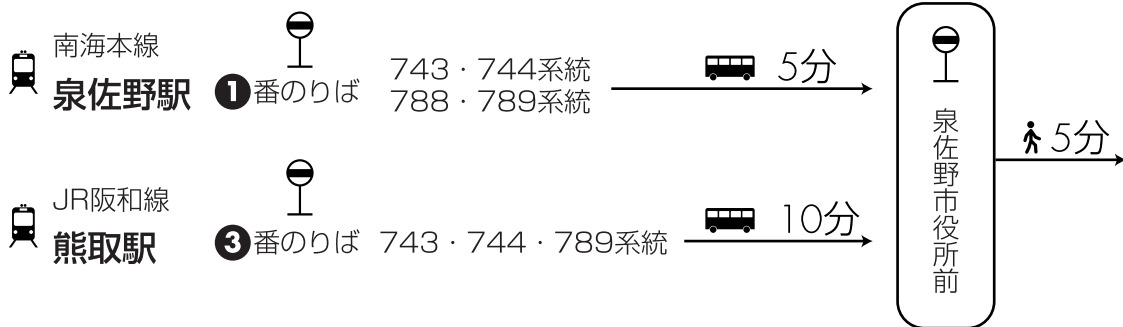 南海本線
泉佐野駅
❶番のりば
743・744系統
788・789系統
5分
JR阪和線
熊取駅
❸番のりば
743・744・789系統
10分
泉佐野市役所前
5分